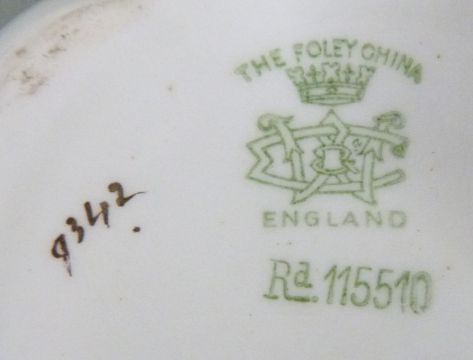 THE FOLEY CHINA
ENGLAND
Rd. 115510
9342.